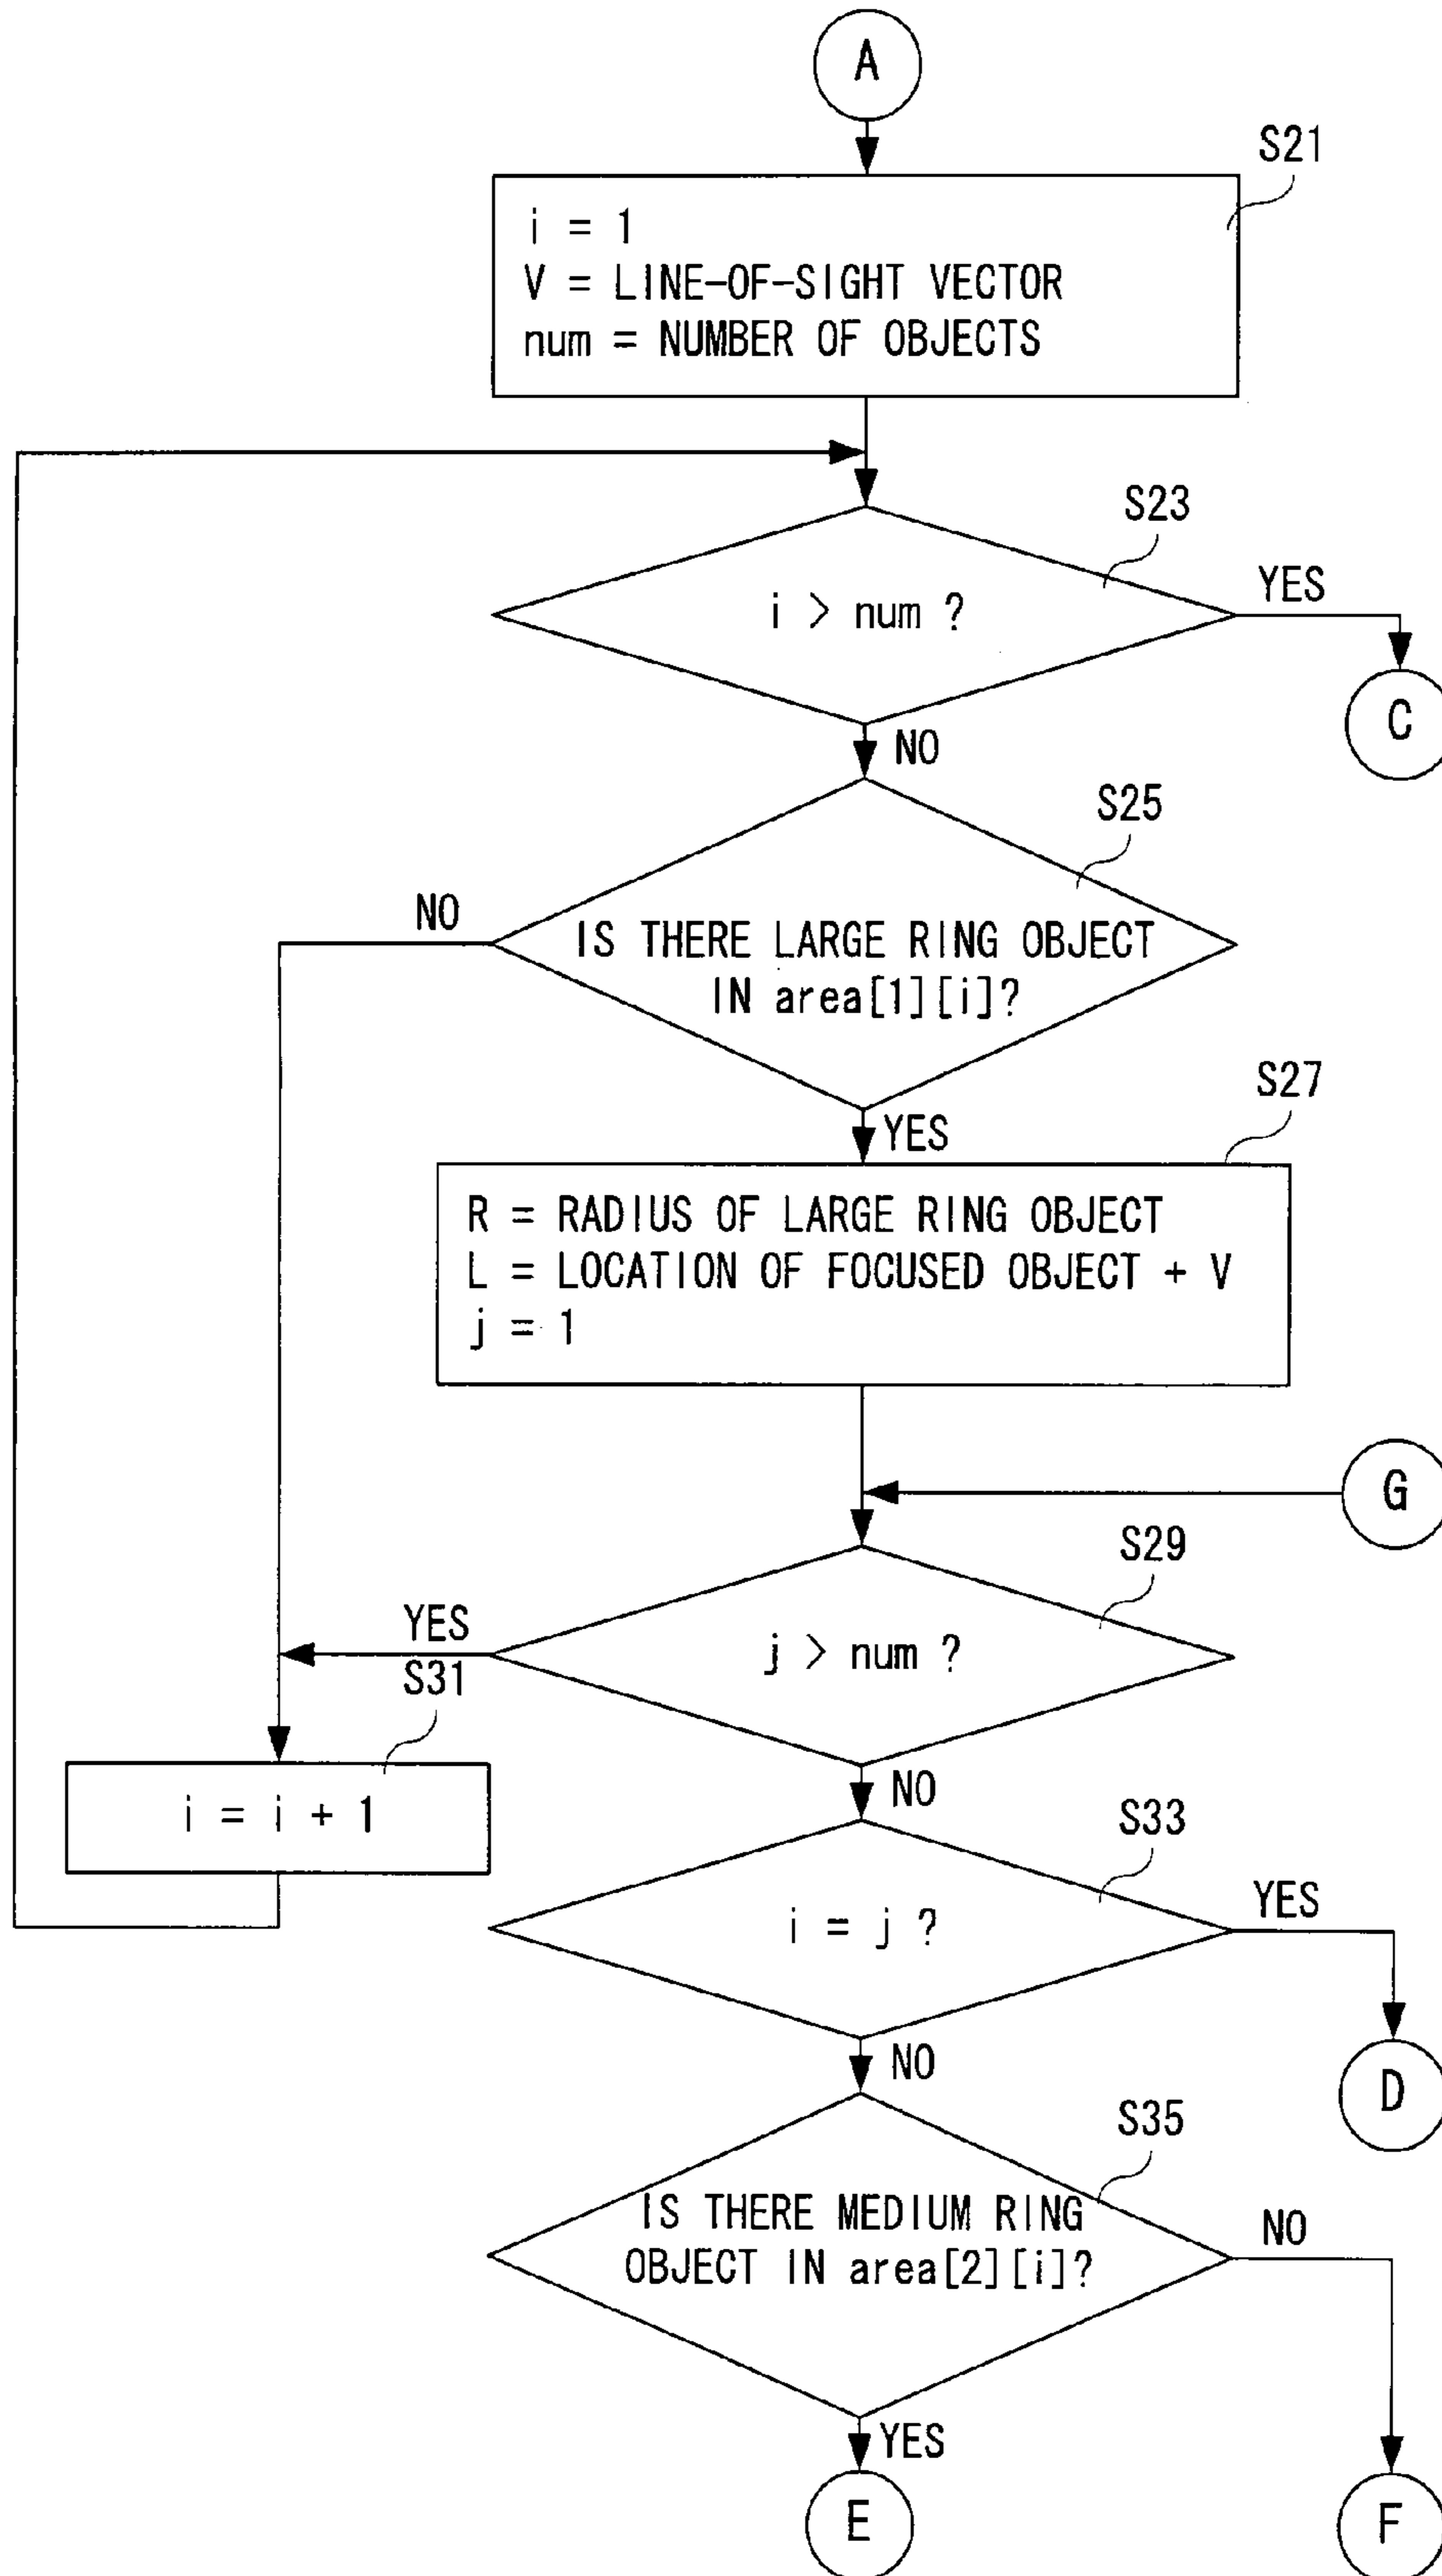 A
S21
i = 1
V = LINE-OF-SIGHT VECTOR
num = NUMBER OF OBJECTS
S23
i > num ?
YES
C
NO
S25
NO
IS THERE LARGE RING OBJECT
IN area[1][i]?
S27
YES
R = RADIUS OF LARGE RING OBJECT
L = LOCATION OF FOCUSED OBJECT + V
j = 1
G
S29
YES
j > num ?
S31
NO
i = i + 1
S33
YES
i = j ?
NO
D
S35
IS THERE MEDIUM RING
OBJECT IN area[2][i]?
NO
YES
E
F